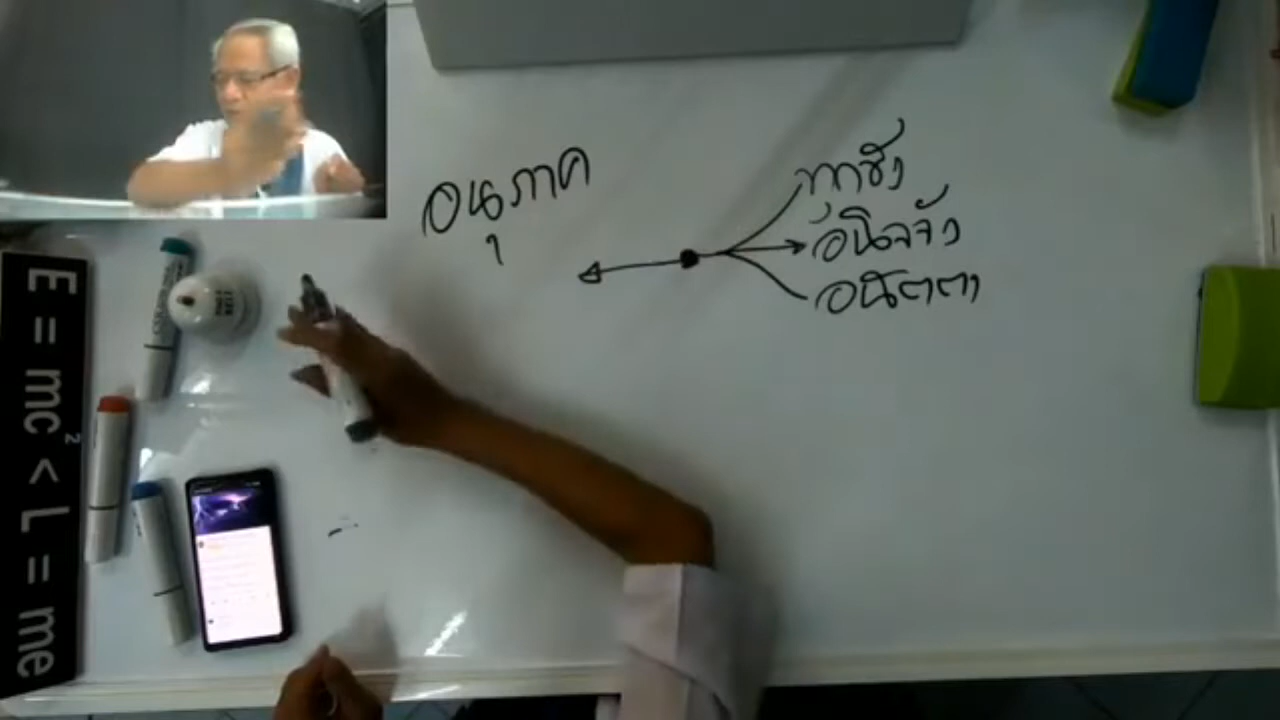 อนุภาค
ทุกขัง
อนิจจัง
อนัตตา
E = mc² < L = me